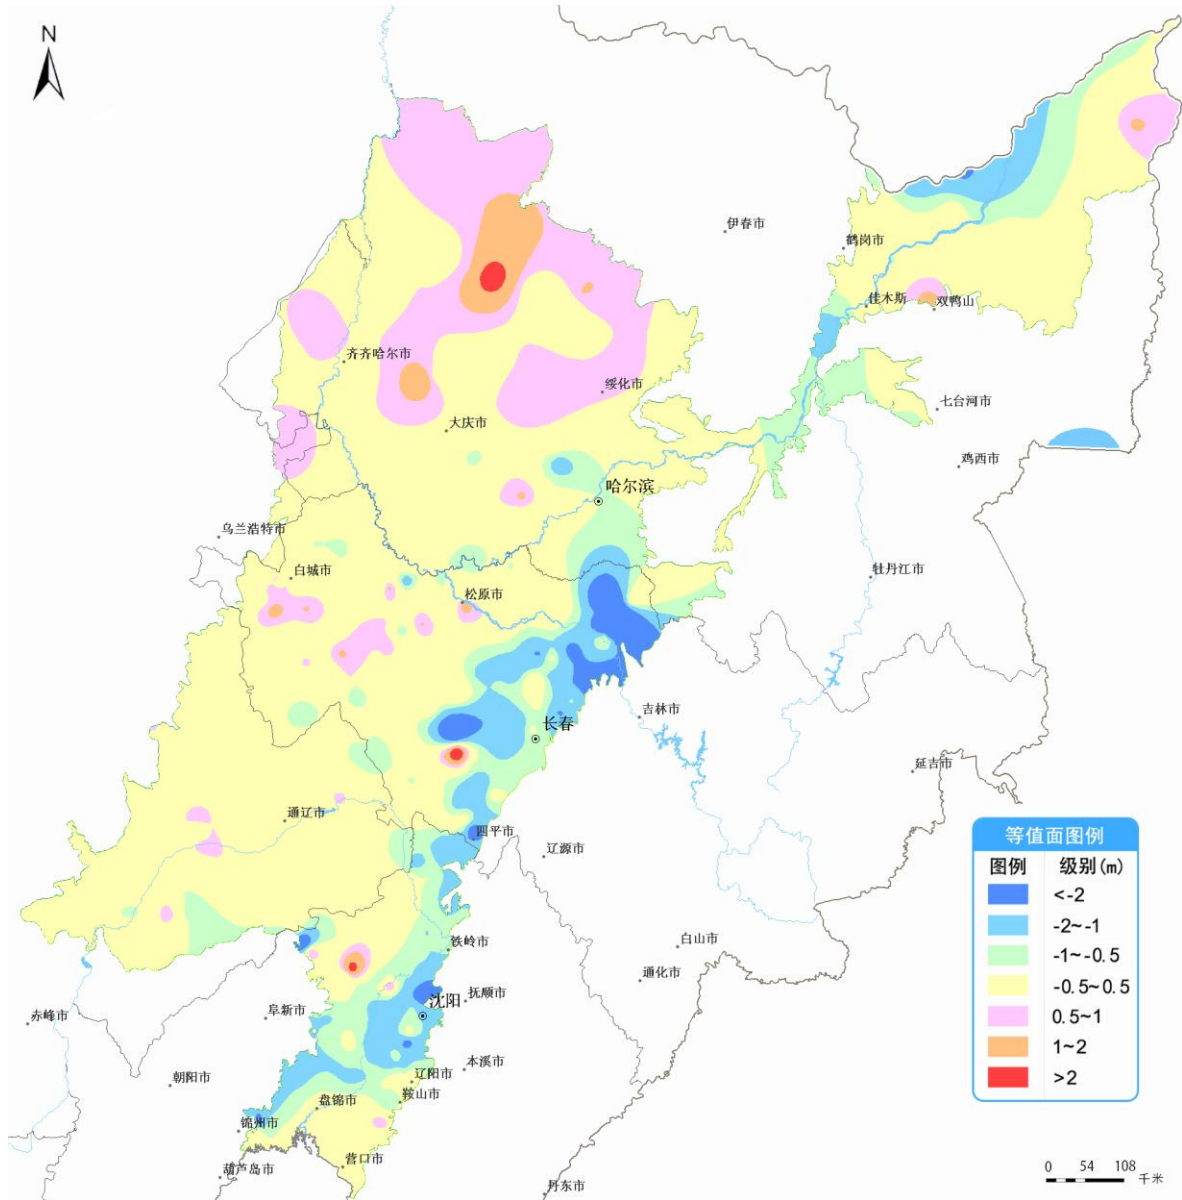 N
伊春市
鹤岗市
佳木斯
双鸭山
齐齐哈尔市
绥化市
七台河市
大庆市
鸡西市
哈尔滨
乌兰浩特市
白城市
牡丹江市
松原市
吉林市
长春
延吉市
通辽市
四平市
辽源市
铁岭市
白山市
通化市
抚顺市
沈阳
阜新市
赤峰市
本溪市
朝阳市
辽阳市
鞍山市
盘锦市
锦州市
营口市
葫芦岛市
丹东市
等值面图例
图例 级别(m)
<-2
-2~-1
-1~-0.5
-0.5~0.5
0.5~1
1~2
>2
0 54 108
千米